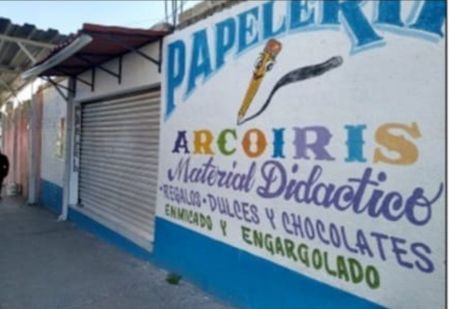 PAPELERIA
ARCOIRIS
Material Didactico
•REGALOS •DULCES Y CHOCOLATES
ENMICADO Y ENGARGOLADO